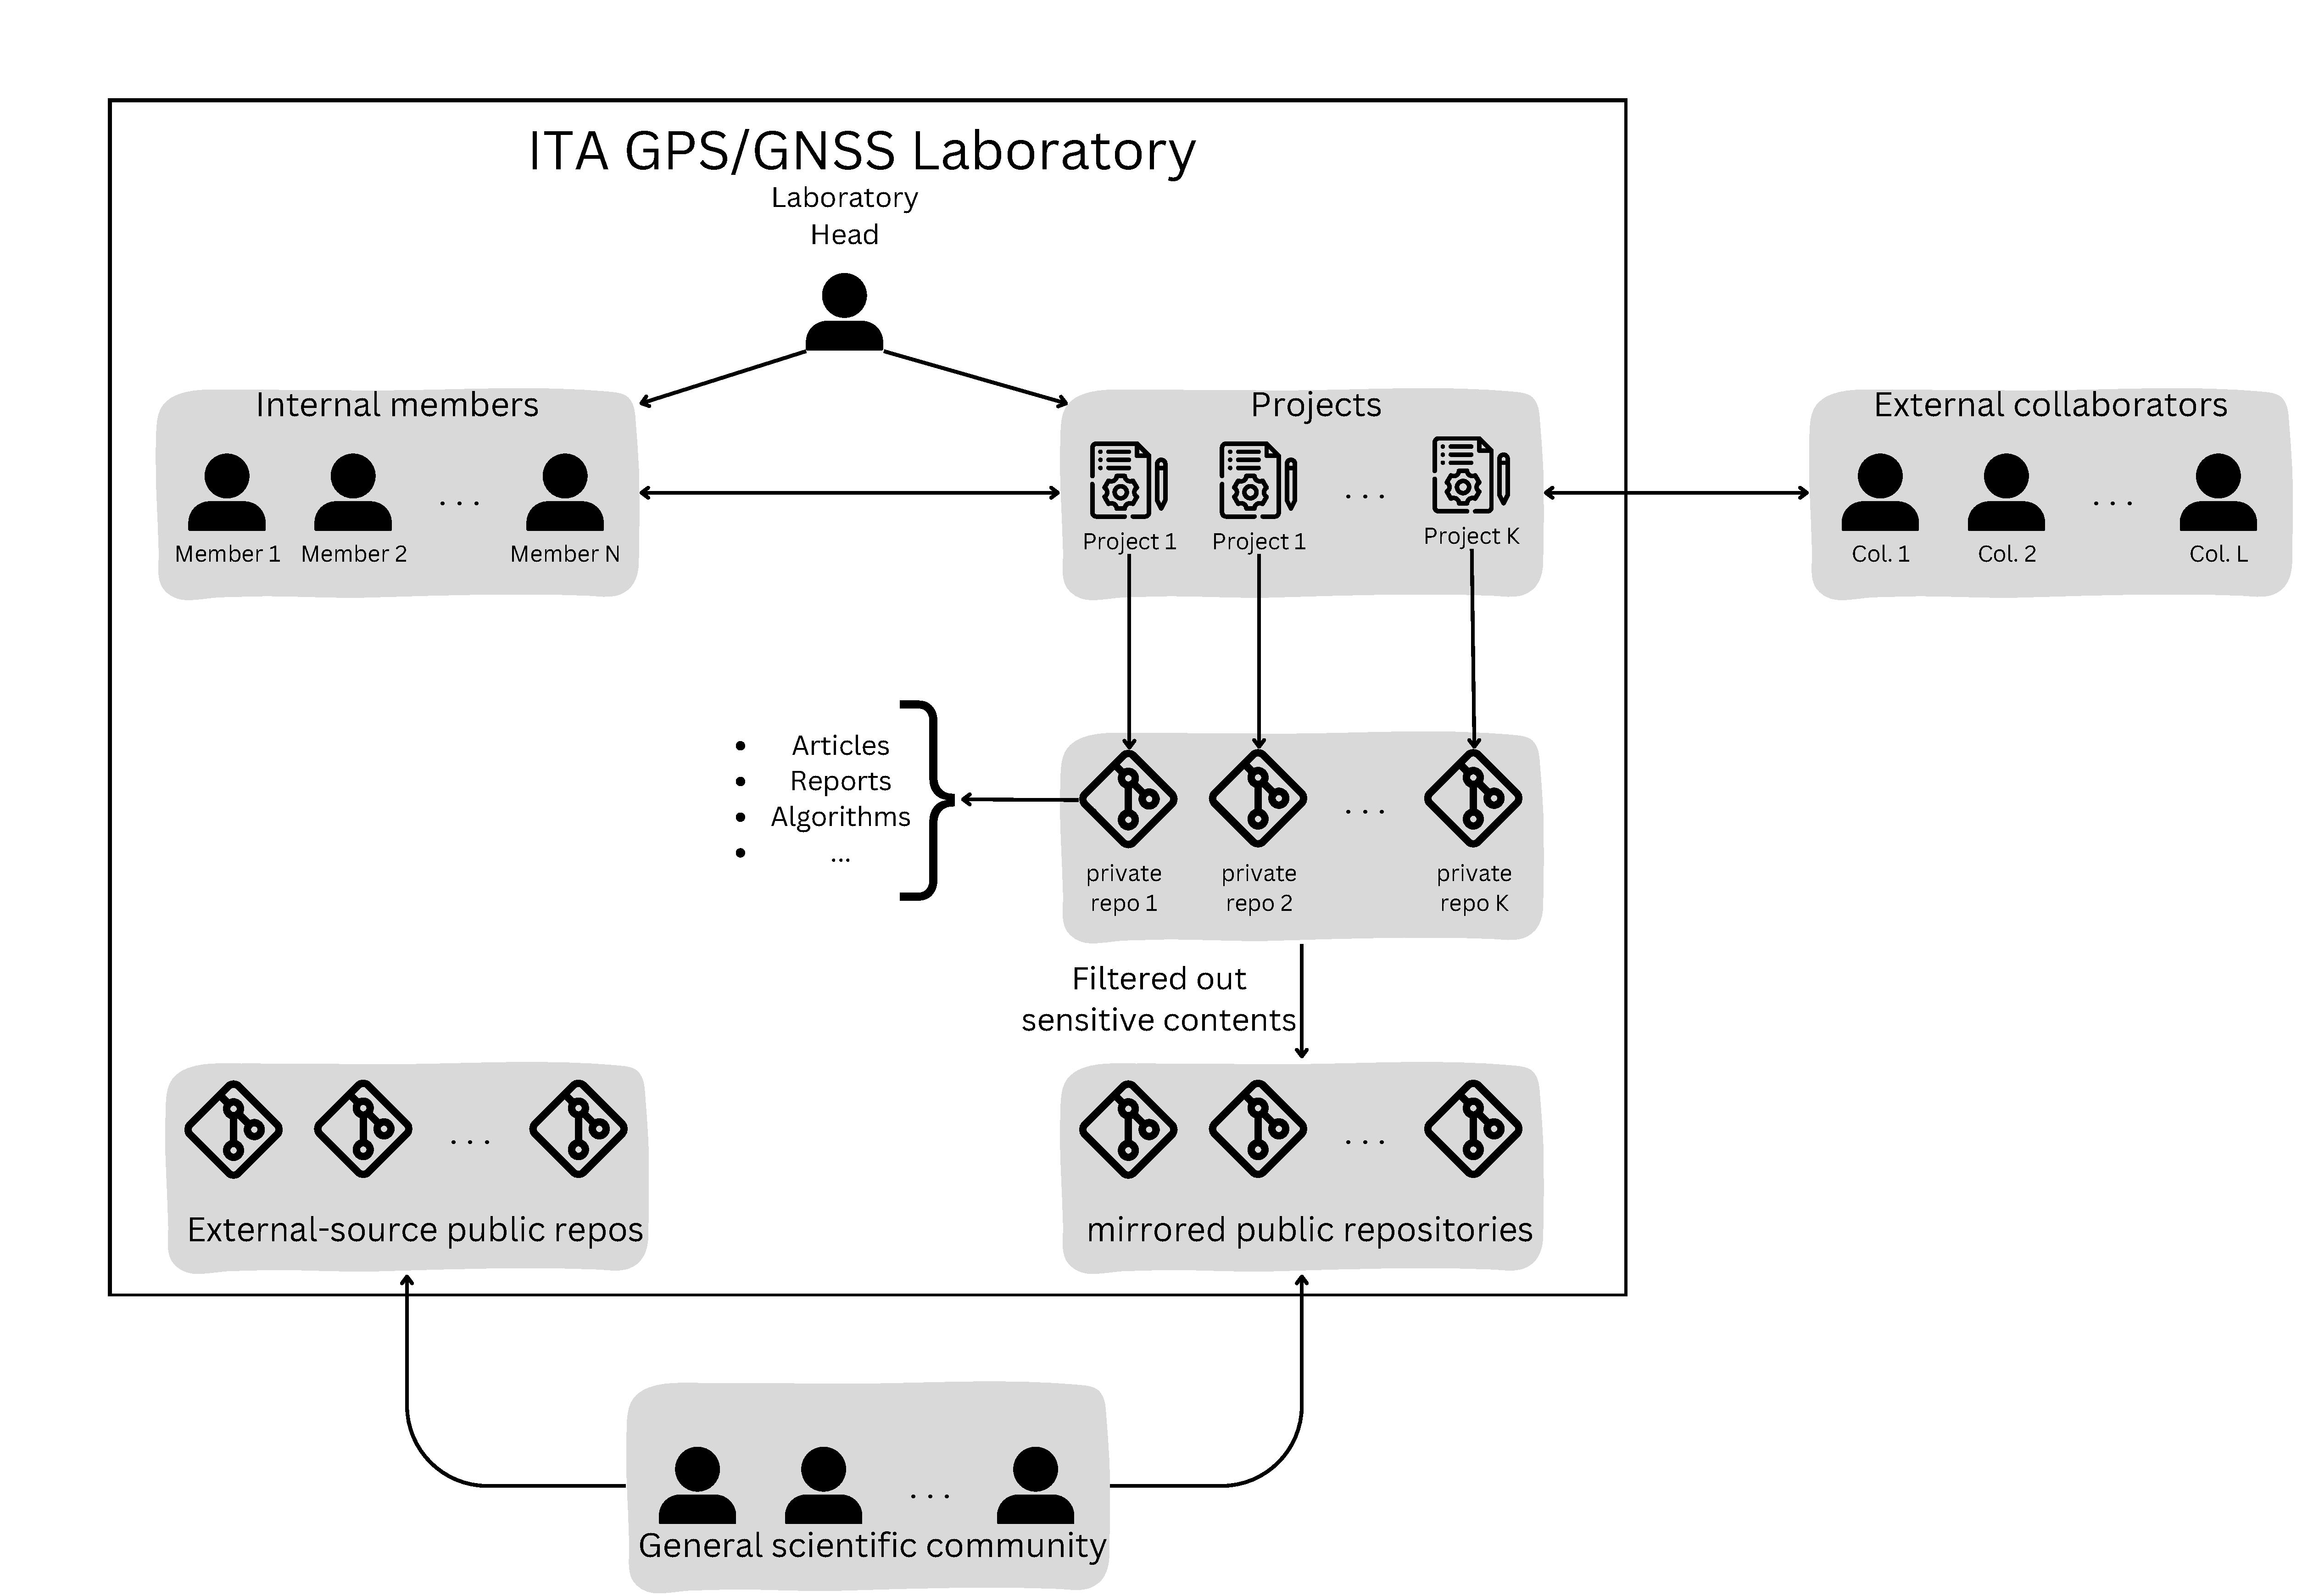 ITA GPS/GNSS Laboratory
Laboratory
Head
Internal members
Member 1
Member 2
. . .
Member N
Projects
Project 1
Project 1
. . .
Project K
External collaborators
Col. 1
Col. 2
. . .
Col. L
• Articles
• Reports
• Algorithms
• ...
private
repo 1
private
repo 2
. . .
private
repo K
Filtered out
sensitive contents
. . .
External-source public repos
. . .
mirrored public repositories
. . .
General scientific community